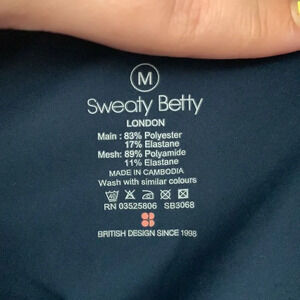 M
Sweaty Betty
LONDON
Main : 83% Polyester
17% Elastane
Mesh: 89% Polyamide
11% Elastane
MADE IN CAMBODIA
Wash with similar colours
RN 03525806 SB3068
BRITISH DESIGN SINCE 1998